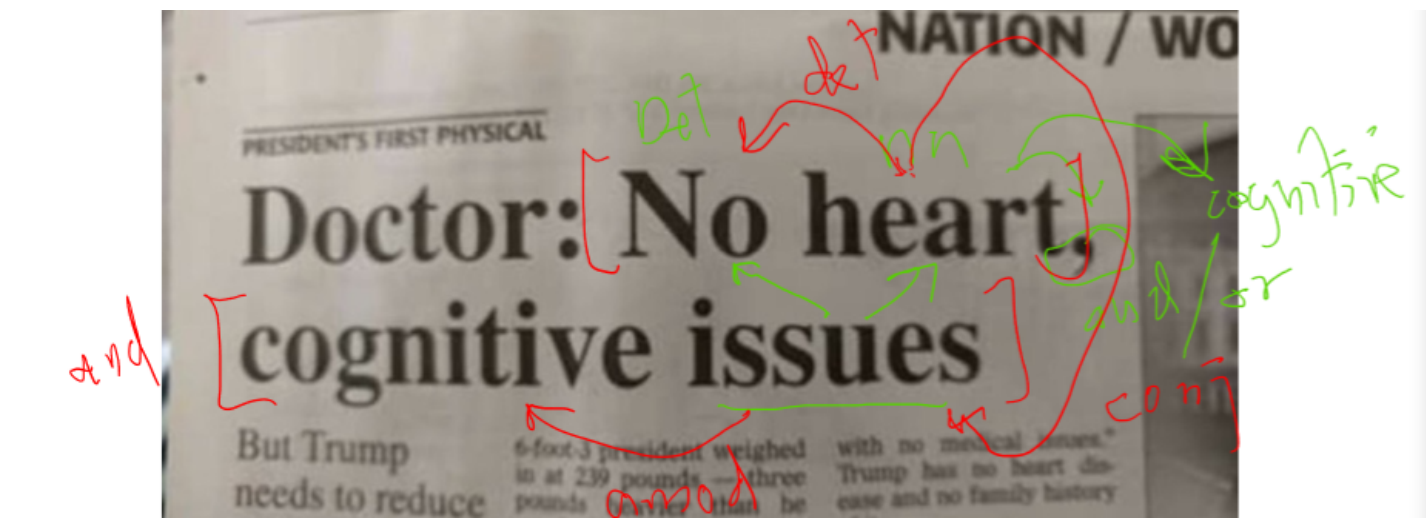 NATION / WO
PRESIDENT'S FIRST PHYSICAL
Det
det
nn
Doctor: No heart,
cognitive
and / or
and
cognitive issues
conj
amod
But Trump
needs to reduce
6-foot-3 president weighed
in at 239 pounds — three
pounds heavier than he
with no medical issues."
Trump has no heart dis-
ease and no family history